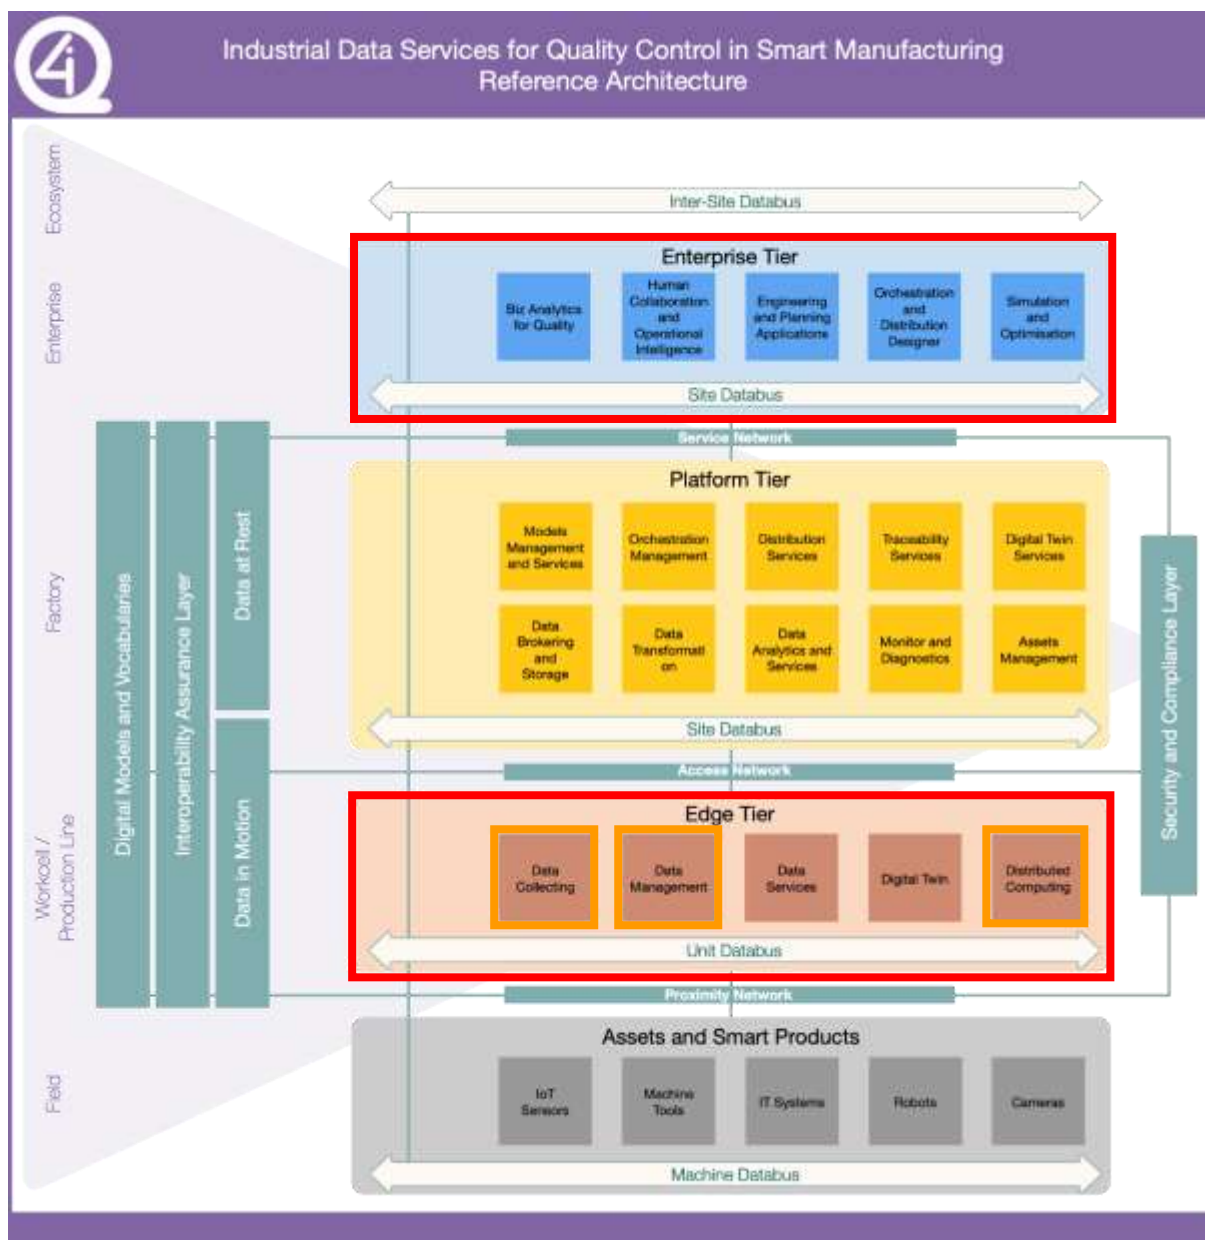 4i
Industrial Data Services for Quality Control in Smart Manufacturing
Reference Architecture
Ecosystem
Inter-Site Databus
Enterprise
Enterprise Tier
Biz Analytics
for Quality
Human
Collaboration
and
Operational
Intelligence
Engineering
and Planning
Applications
Orchestration
and
Distribution
Designer
Simulation
and
Optimisation
Site Databus
Service Network
Digital Models and Vocabularies
Interoperability Assurance Layer
Data at Rest
Data in Motion
Security and Compliance Layer
Factory
Platform Tier
Models
Management
and Services
Orchestration
Management
Distribution
Services
Traceability
Services
Digital Twin
Services
Data
Brokering
and
Storage
Data
Transformati
on
Data
Analytics and
Services
Monitor and
Diagnostics
Assets
Management
Site Databus
Access Network
Workcell /
Production Line
Edge Tier
Data
Collecting
Data
Management
Data
Services
Digital Twin
Distributed
Computing
Unit Databus
Proximity Network
Field
Assets and Smart Products
IoT
Sensors
Machine
Tools
IT Systems
Robots
Cameras
Machine Databus